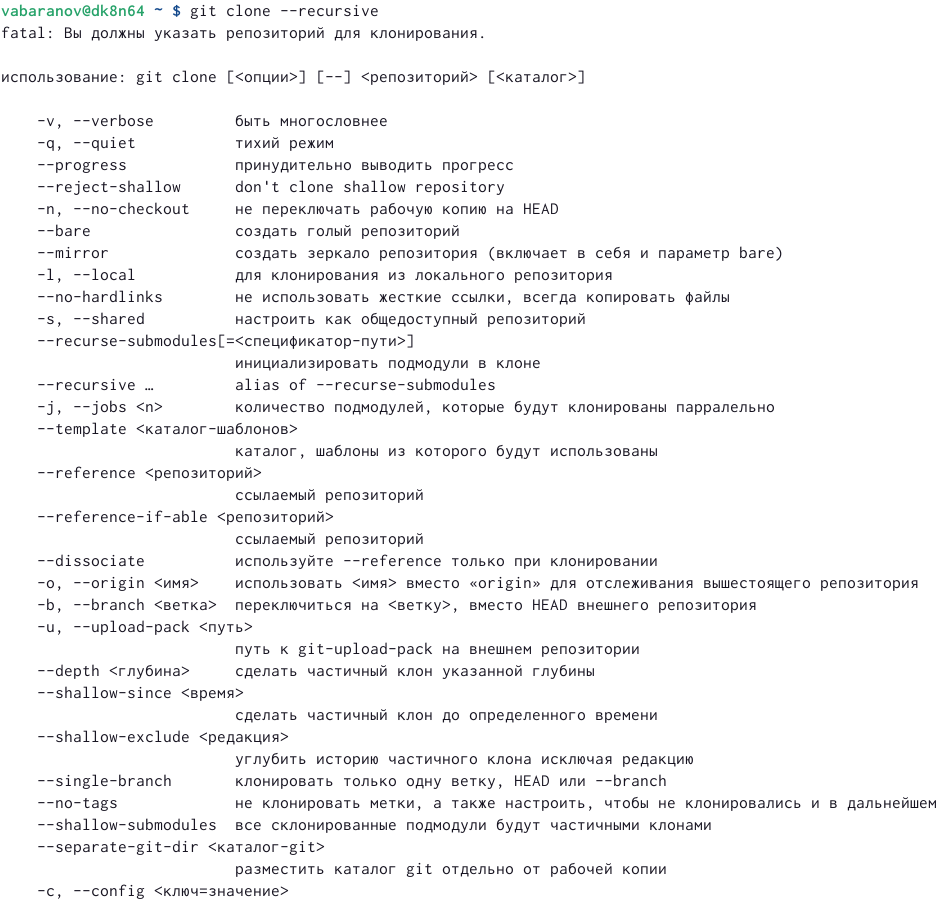 vabaranov@dk8n64 ~ $ git clone --recursive
fatal: Вы должны указать репозиторий для клонирования.
использование: git clone [<опции>] [--] <репозиторий> [<каталог>]
-v, --verbose быть многословнее
-q, --quiet тихий режим
--progress принудительно выводить прогресс
--reject-shallow don't clone shallow repository
-n, --no-checkout не переключать рабочую копию на HEAD
--bare создать голый репозиторий
--mirror создать зеркало репозитория (включает в себя и параметр bare)
-l, --local для клонирования из локального репозитория
--no-hardlinks не использовать жесткие ссылки, всегда копировать файлы
-s, --shared настроить как общедоступный репозиторий
--recurse-submodules[=<спецификатор-пути>]
инициализировать подмодули в клоне
--recursive … alias of --recurse-submodules
-j, --jobs <n> количество подмодулей, которые будут клонированы парралельно
--template <каталог-шаблонов>
каталог, шаблоны из которого будут использованы
--reference <репозиторий>
ссылаемый репозиторий
--reference-if-able <репозиторий>
ссылаемый репозиторий
--dissociate используйте --reference только при клонировании
-o, --origin <имя> использовать <имя> вместо «origin» для отслеживания вышестоящего репозитория
-b, --branch <ветка> переключиться на <ветку>, вместо HEAD внешнего репозитория
-u, --upload-pack <путь>
путь к git-upload-pack на внешнем репозитории
--depth <глубина> сделать частичный клон указанной глубины
--shallow-since <время>
сделать частичный клон до определенного времени
--shallow-exclude <редакция>
углубить историю частичного клона исключая редакцию
--single-branch клонировать только одну ветку, HEAD или --branch
--no-tags не клонировать метки, а также настроить, чтобы не клонировались и в дальнейшем
--shallow-submodules все склонированные подмодули будут частичными клонами
--separate-git-dir <каталог-git>
разместить каталог git отдельно от рабочей копии
-c, --config <ключ=значение>